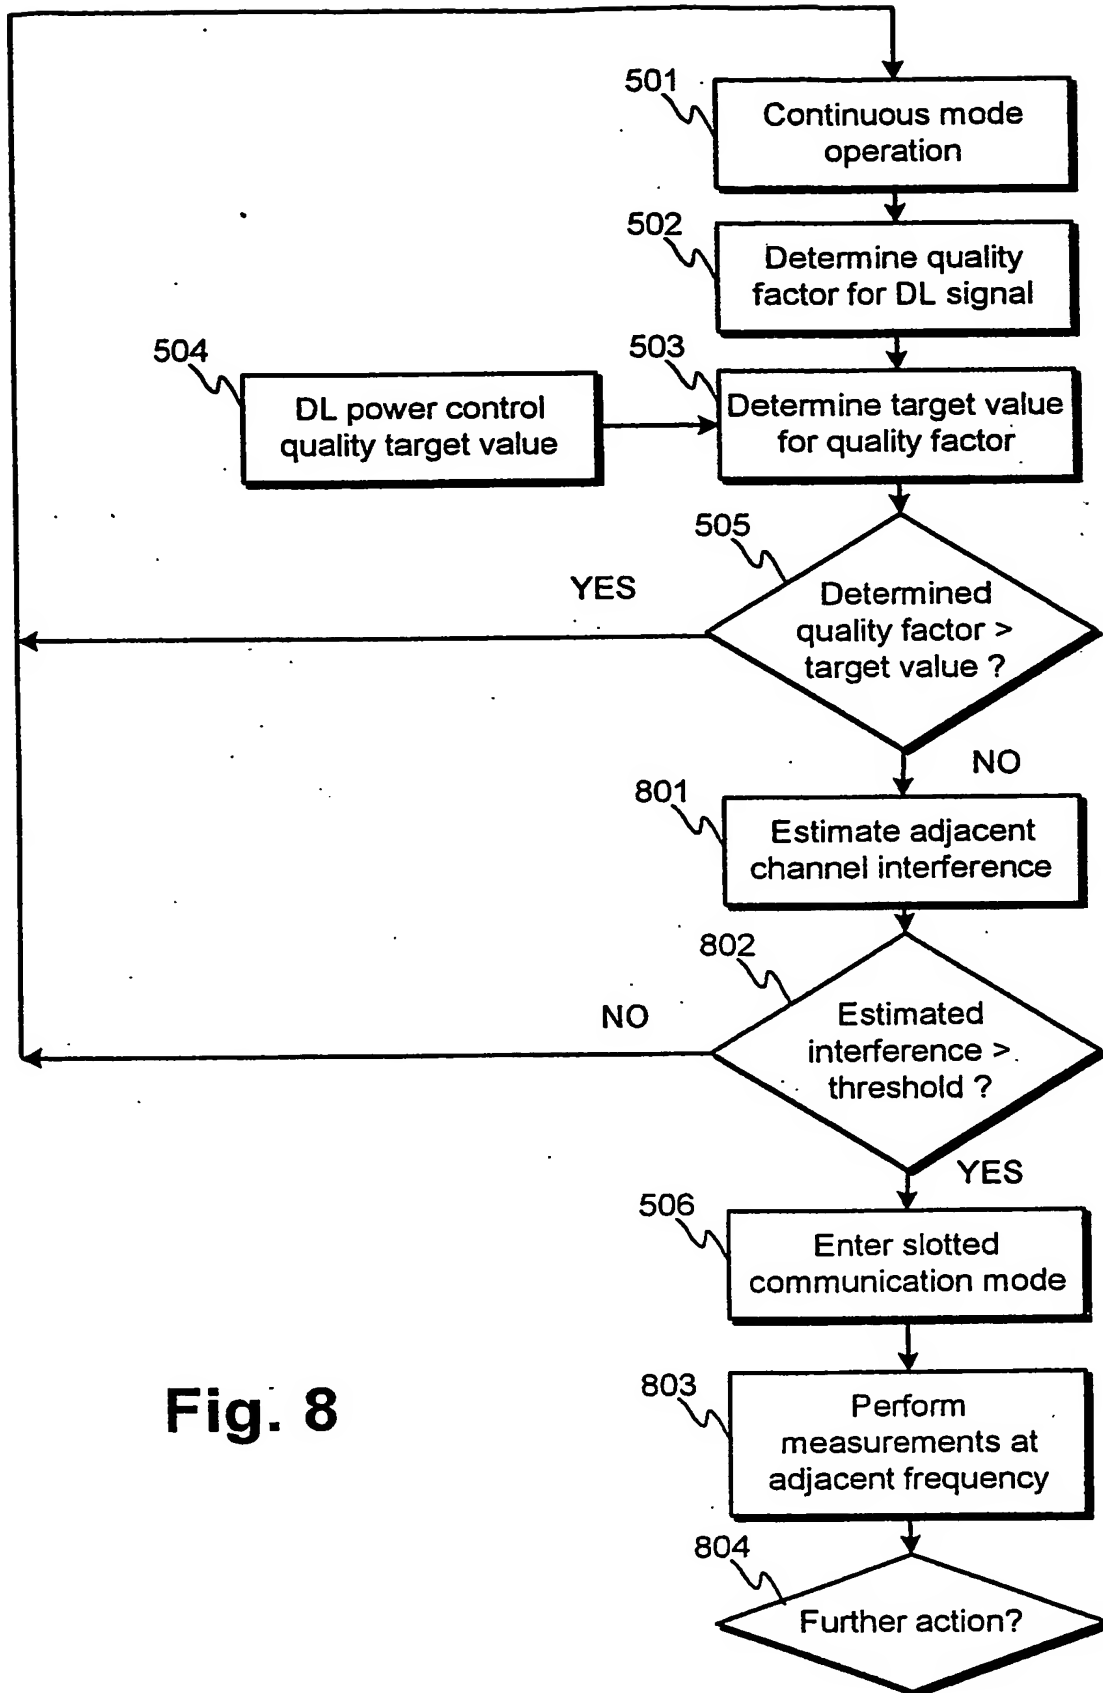 501
Continuous mode
operation
502
Determine quality
factor for DL signal
504
DL power control
quality target value
503
Determine target value
for quality factor
505
YES
Determined
quality factor >
target value ?
NO
801
Estimate adjacent
channel interference
802
NO
Estimated
interference >
threshold ?
YES
506
Enter slotted
communication mode
803
Perform
measurements at
adjacent frequency
804
Further action?
Fig. 8